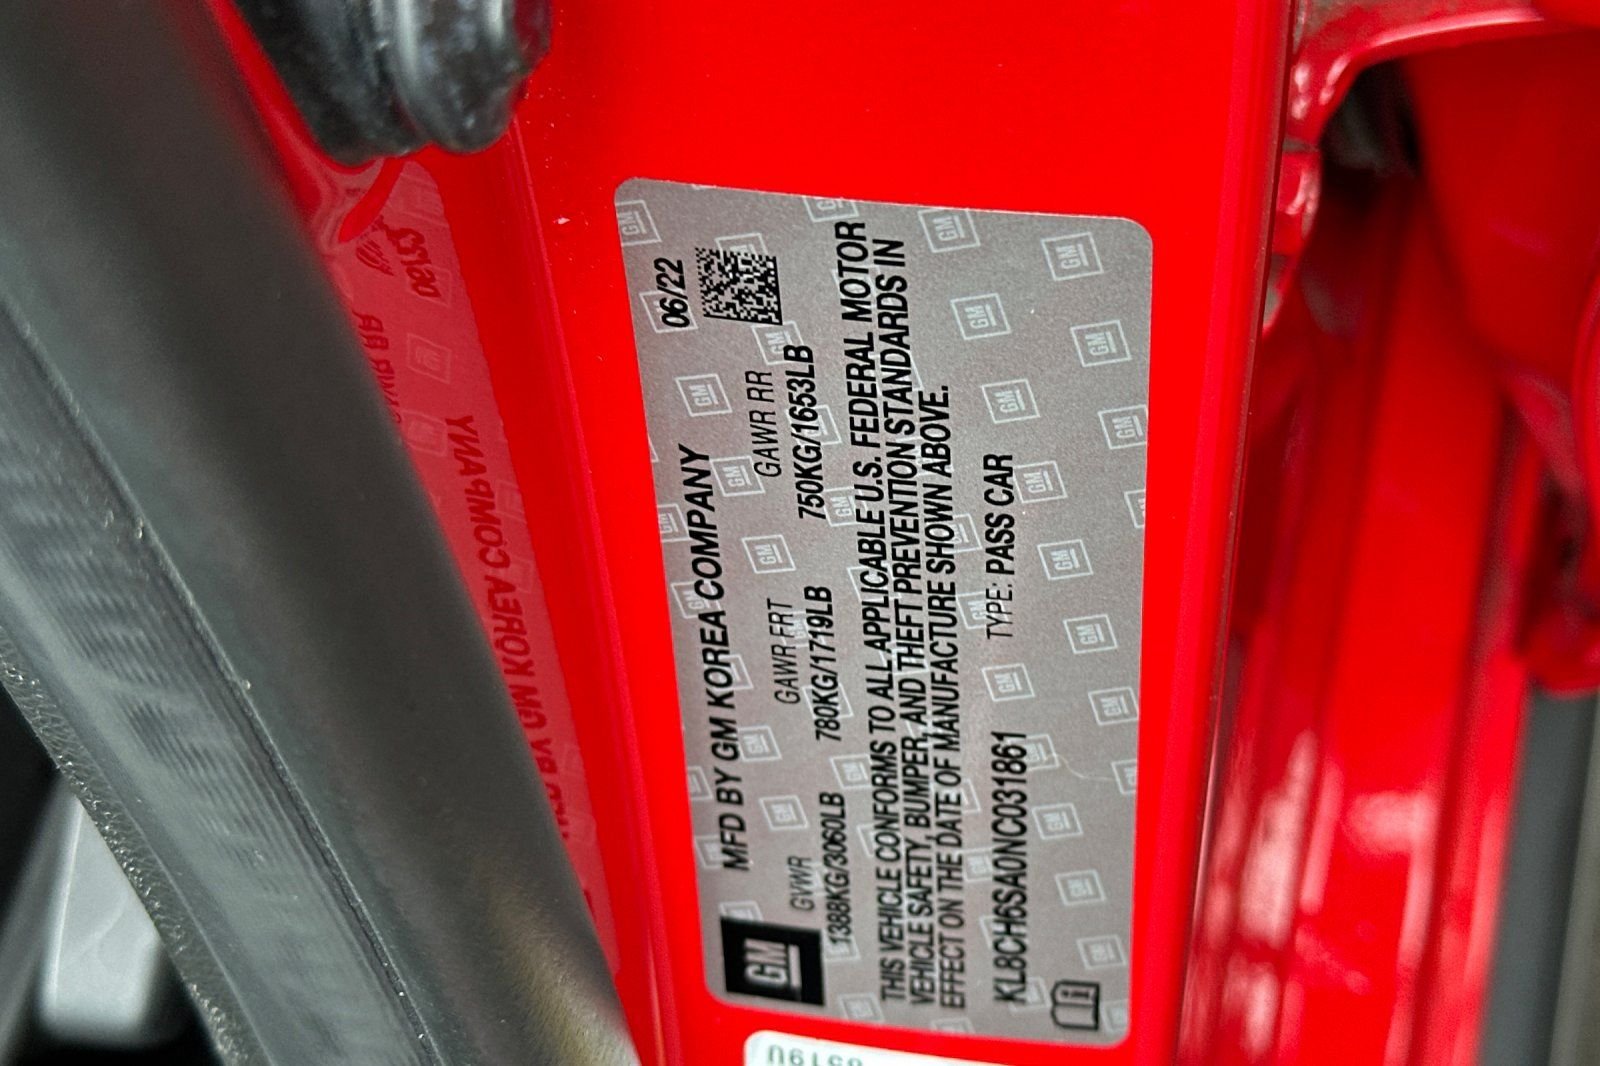 MFD BY GM KOREA COMPANY 06/22
GM
GVWR GAWR FRT GAWR RR
1388KG/3060LB 780KG/1719LB 750KG/1653LB
THIS VEHICLE CONFORMS TO ALL APPLICABLE U.S. FEDERAL MOTOR
VEHICLE SAFETY, BUMPER, AND THEFT PREVENTION STANDARDS IN
EFFECT ON THE DATE OF MANUFACTURE SHOWN ABOVE.
KL8CH6SA0NC031861 TYPE: PASS CAR